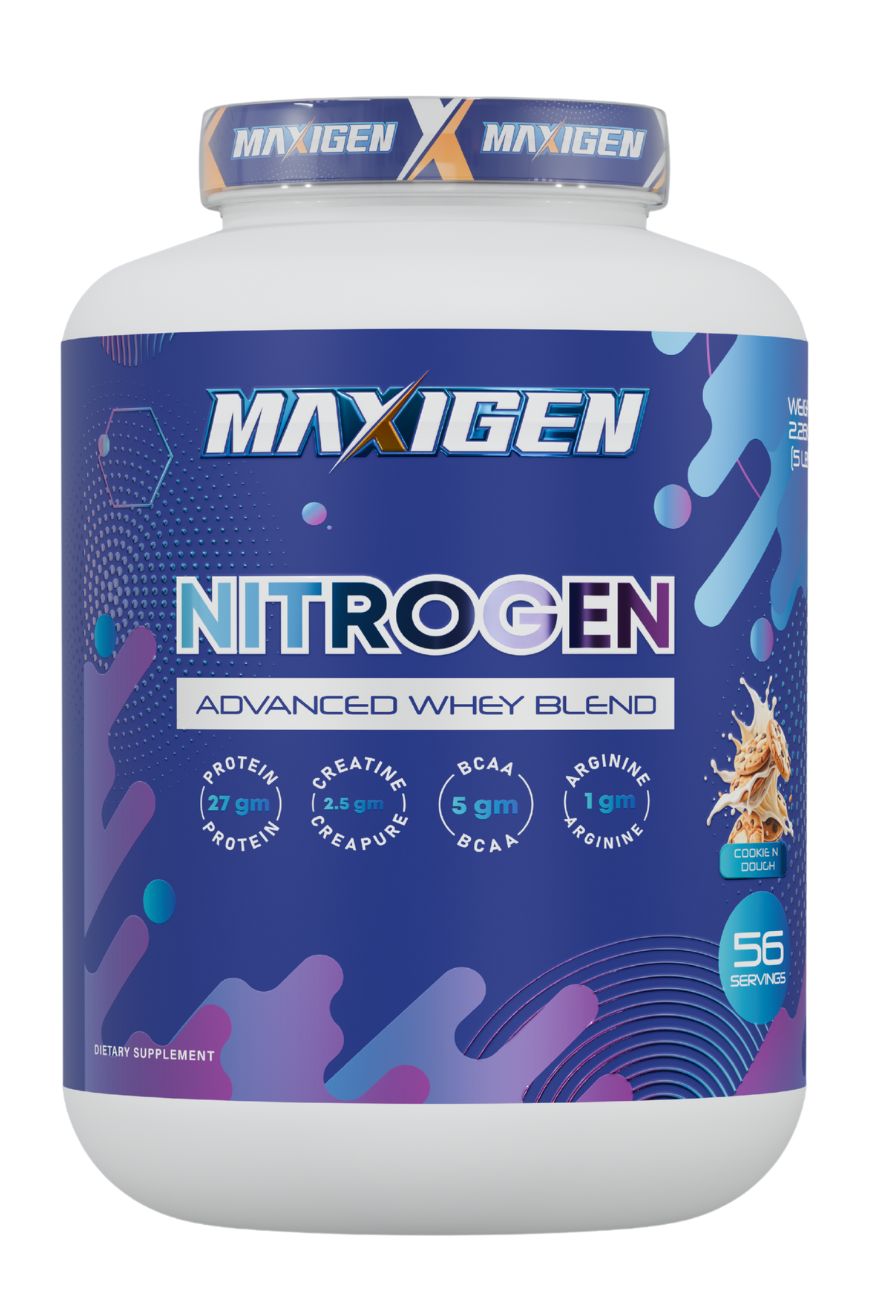 MAXIGEN MAXIGEN
MAXIGEN
NITROGEN
ADVANCED WHEY BLEND
PROTEIN
27 gm
PROTEIN
CREATINE
2.5 gm
CREAPURE
BCAA
5 gm
BCAA
ARGININE
1 gm
ARGININE
COOKIE N
DOUGH
56
SERVINGS
DIETARY SUPPLEMENT